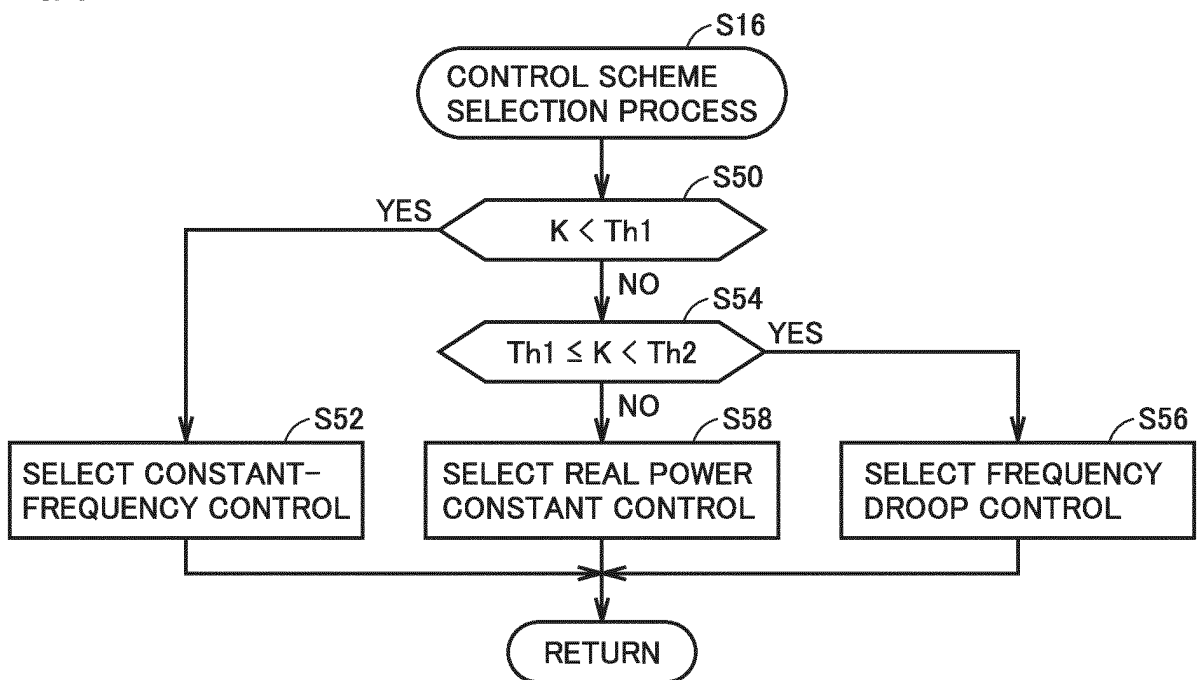 S16
CONTROL SCHEME
SELECTION PROCESS
S50
YES
K < Th1
NO
S54
YES
Th1 ≤ K < Th2
NO
S52
SELECT CONSTANT-
FREQUENCY CONTROL
S58
SELECT REAL POWER
CONSTANT CONTROL
S56
SELECT FREQUENCY
DROOP CONTROL
RETURN